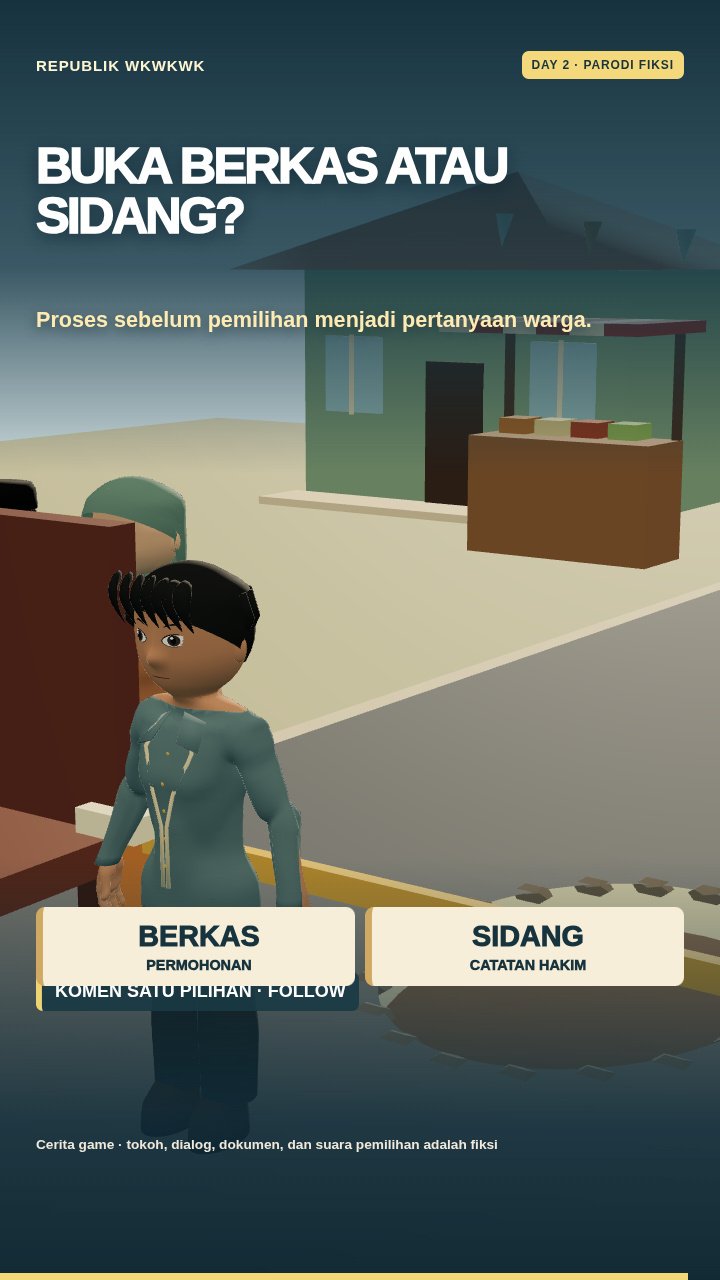 REPUBLIK WKWKWK
DAY 2 · PARODI FIKSI
BUKA BERKAS ATAU
SIDANG?
Proses sebelum pemilihan menjadi pertanyaan warga.
BERKAS
PERMOHONAN
SIDANG
CATATAN HAKIM
KOMEN SATU PILIHAN · FOLLOW
Cerita game · tokoh, dialog, dokumen, dan suara pemilihan adalah fiksi